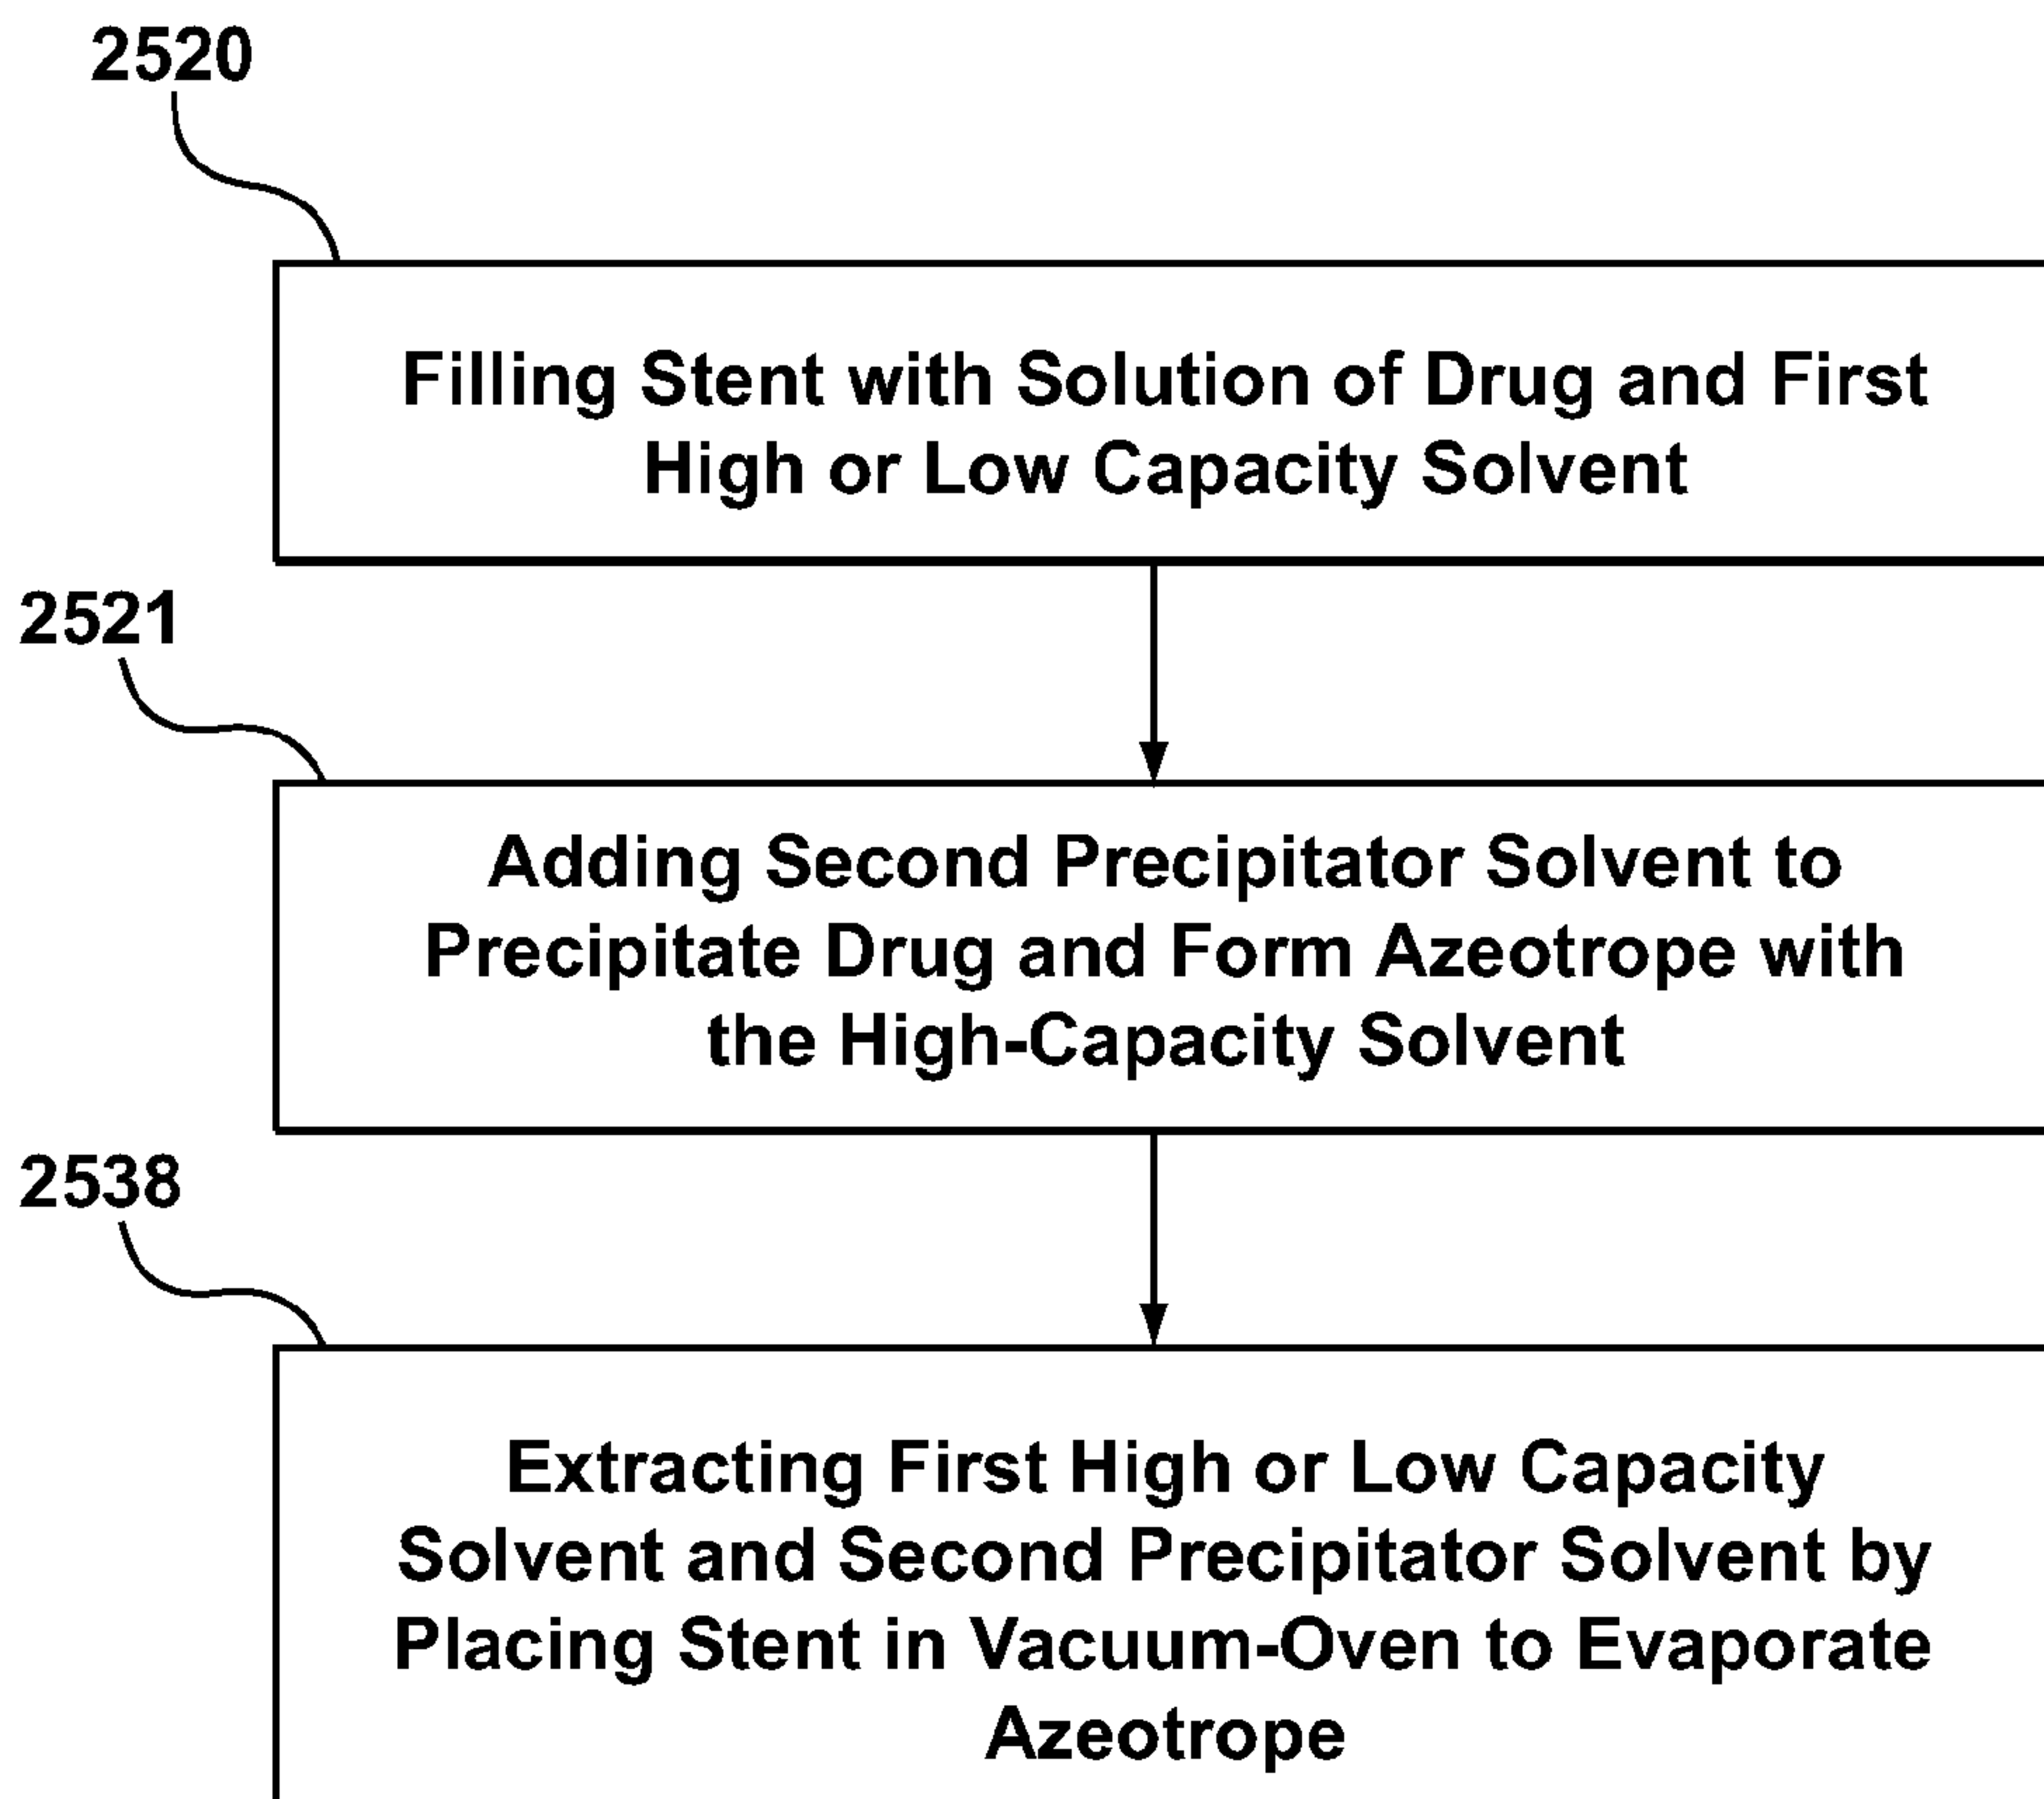 2520
Filling Stent with Solution of Drug and First
High or Low Capacity Solvent
2521
Adding Second Precipitator Solvent to
Precipitate Drug and Form Azeotrope with
the High-Capacity Solvent
2538
Extracting First High or Low Capacity
Solvent and Second Precipitator Solvent by
Placing Stent in Vacuum-Oven to Evaporate
Azeotrope